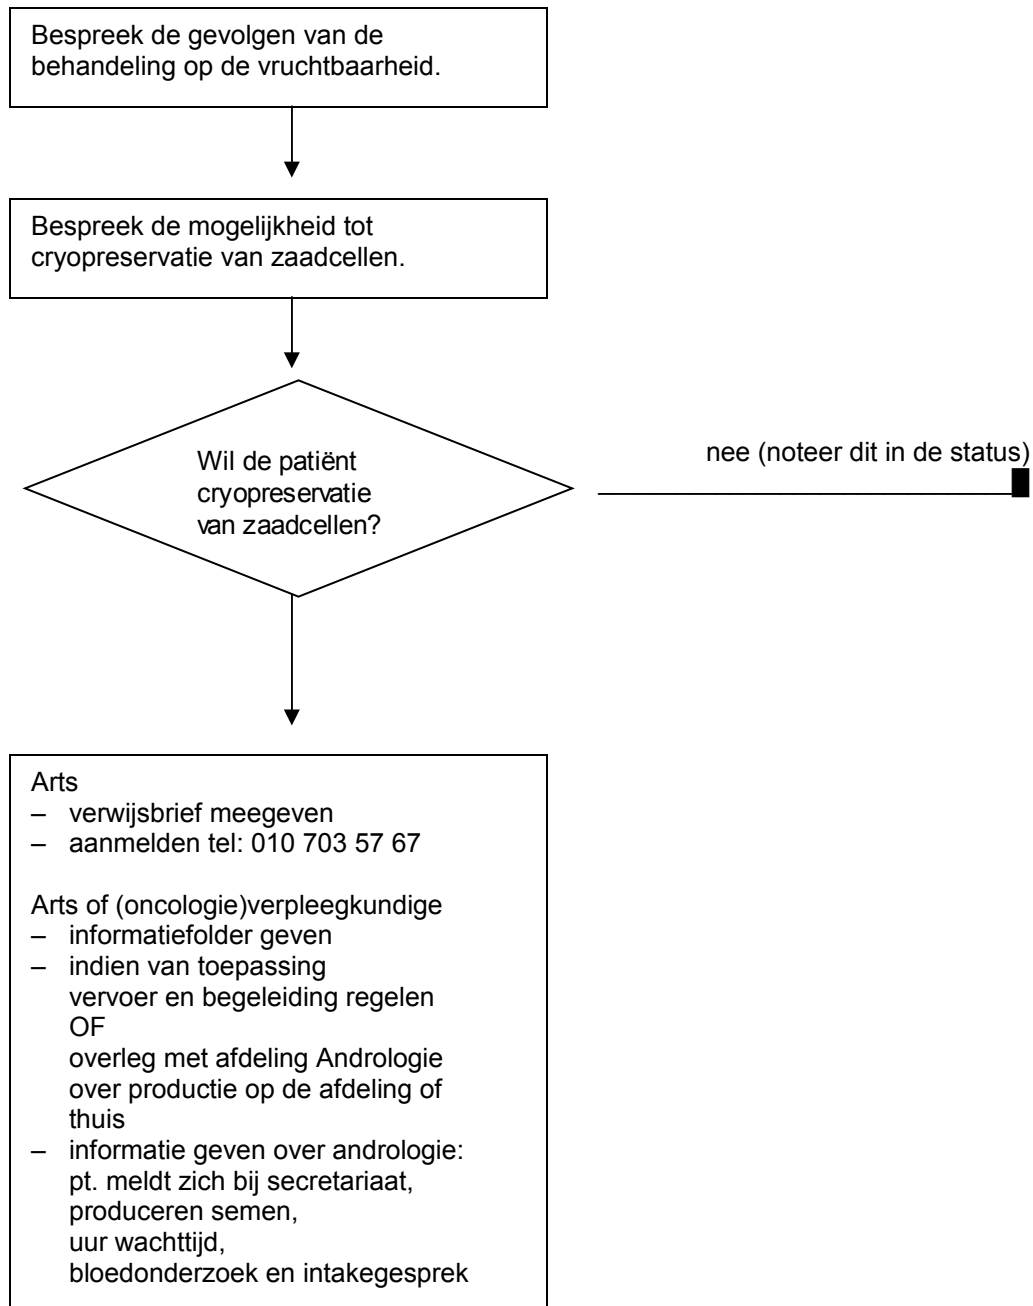 Bespreek de gevolgen van de
behandeling op de vruchtbaarheid.
Bespreek de mogelijkheid tot
cryopreservatie van zaadcellen.
Wil de patiënt
cryopreservatie
van zaadcellen?
nee (noteer dit in de status)
Arts
– verwijsbrief meegeven
– aanmelden tel: 010 703 57 67
Arts of (oncologie)verpleegkundige
– informatiefolder geven
– indien van toepassing
vervoer en begeleiding regelen
OF
overleg met afdeling Andrologie
over productie op de afdeling of
thuis
– informatie geven over andrologie:
pt. meldt zich bij secretariaat,
produceren semen,
uur wachttijd,
bloedonderzoek en intakegesprek